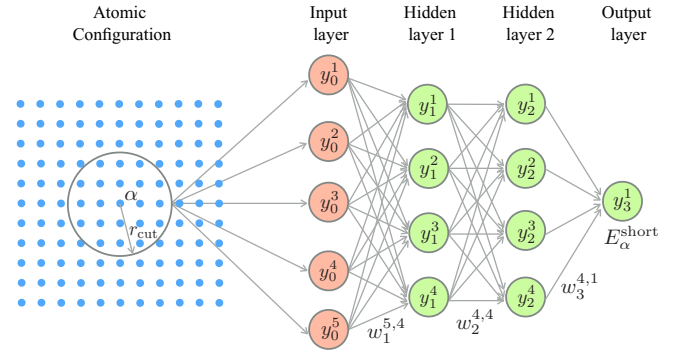 Atomic
Configuration
Input
layer
Hidden
layer 1
Hidden
layer 2
Output
layer
α
r_cut
y_0^1
y_0^2
y_0^3
y_0^4
y_0^5
y_1^1
y_1^2
y_1^3
y_1^4
y_2^1
y_2^2
y_2^3
y_2^4
y_3^1
E_α^short
w_1^{5,4}
w_2^{4,4}
w_3^{4,1}